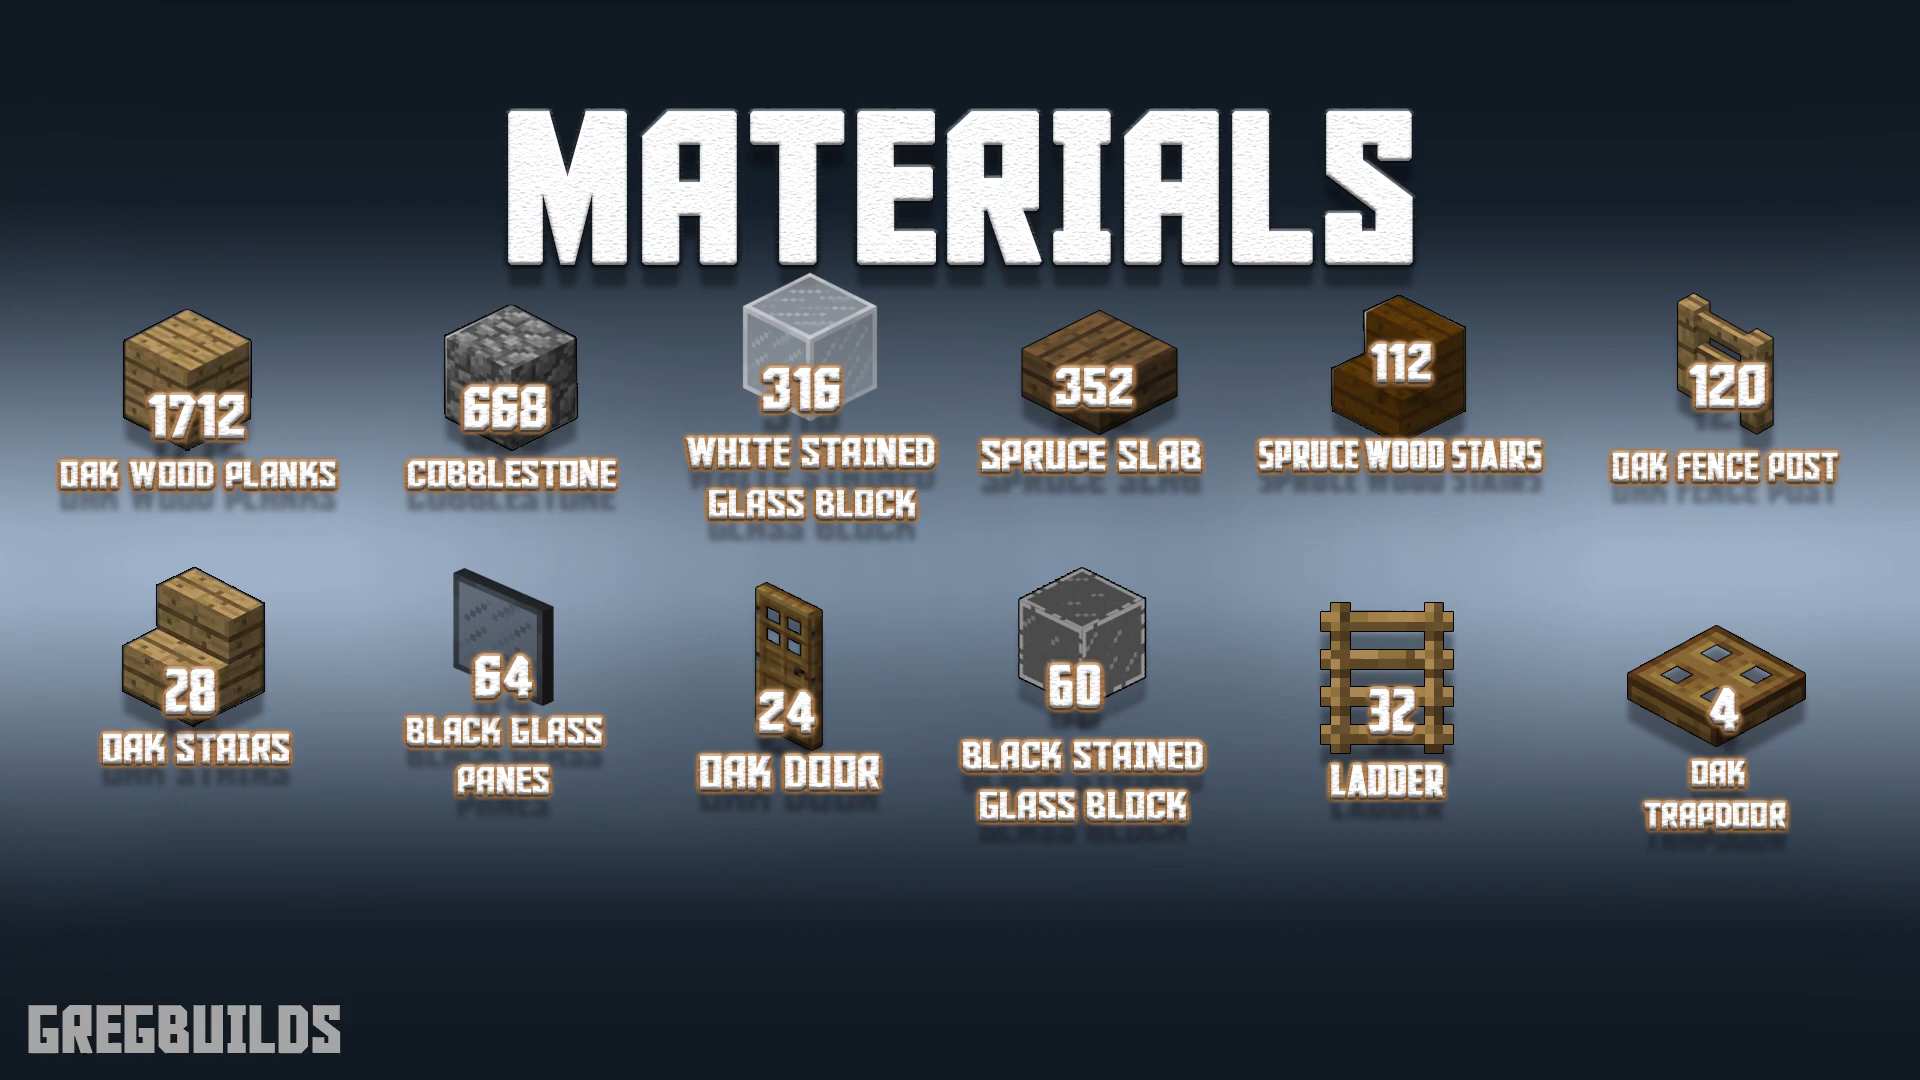 MATERIALS
1712
OAK WOOD PLANKS
668
COBBLESTONE
316
WHITE STAINED
GLASS BLOCK
352
SPRUCE SLAB
112
SPRUCE WOOD STAIRS
120
OAK FENCE POST
28
OAK STAIRS
64
BLACK GLASS
PANES
24
OAK DOOR
60
BLACK STAINED
GLASS BLOCK
32
LADDER
4
OAK
TRAPDOOR
GREGBUILDS